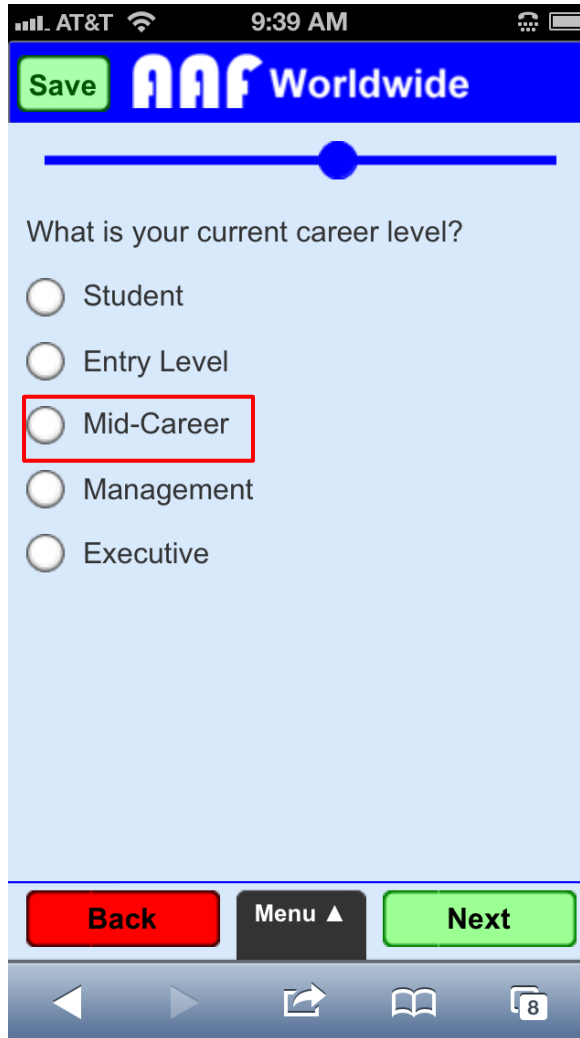 AT&T 9:39 AM
Save AAF Worldwide
What is your current career level?
Student
Entry Level
Mid-Career
Management
Executive
Back Menu ▲ Next
8